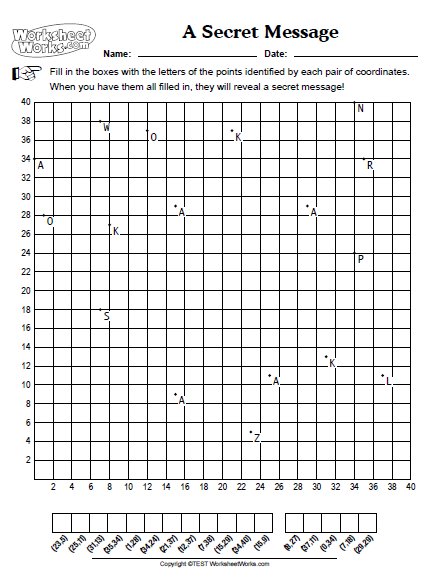 Worksheet
Works.com
A Secret Message
Name: Date:
Fill in the boxes with the letters of the points identified by each pair of coordinates.
When you have them all filled in, they will reveal a secret message!
40 N
38 W
O K
36
34 A R
32
30
A A
28 O
26 K
24 P
22
20
18 S
16
14
12 K
10 A L
8 A
6
4 Z
2
2 4 6 8 10 12 14 16 18 20 22 24 26 28 30 32 34 36 38 40
(23,5) (25,11) (31,13) (35,34) (1,28) (34,24) (21,37) (12,37) (7,38) (15,29) (34,40) (15,9) (8,27) (37,11) (0,34) (7,18) (29,29)
Copyright ©TEST WorksheetWorks.com